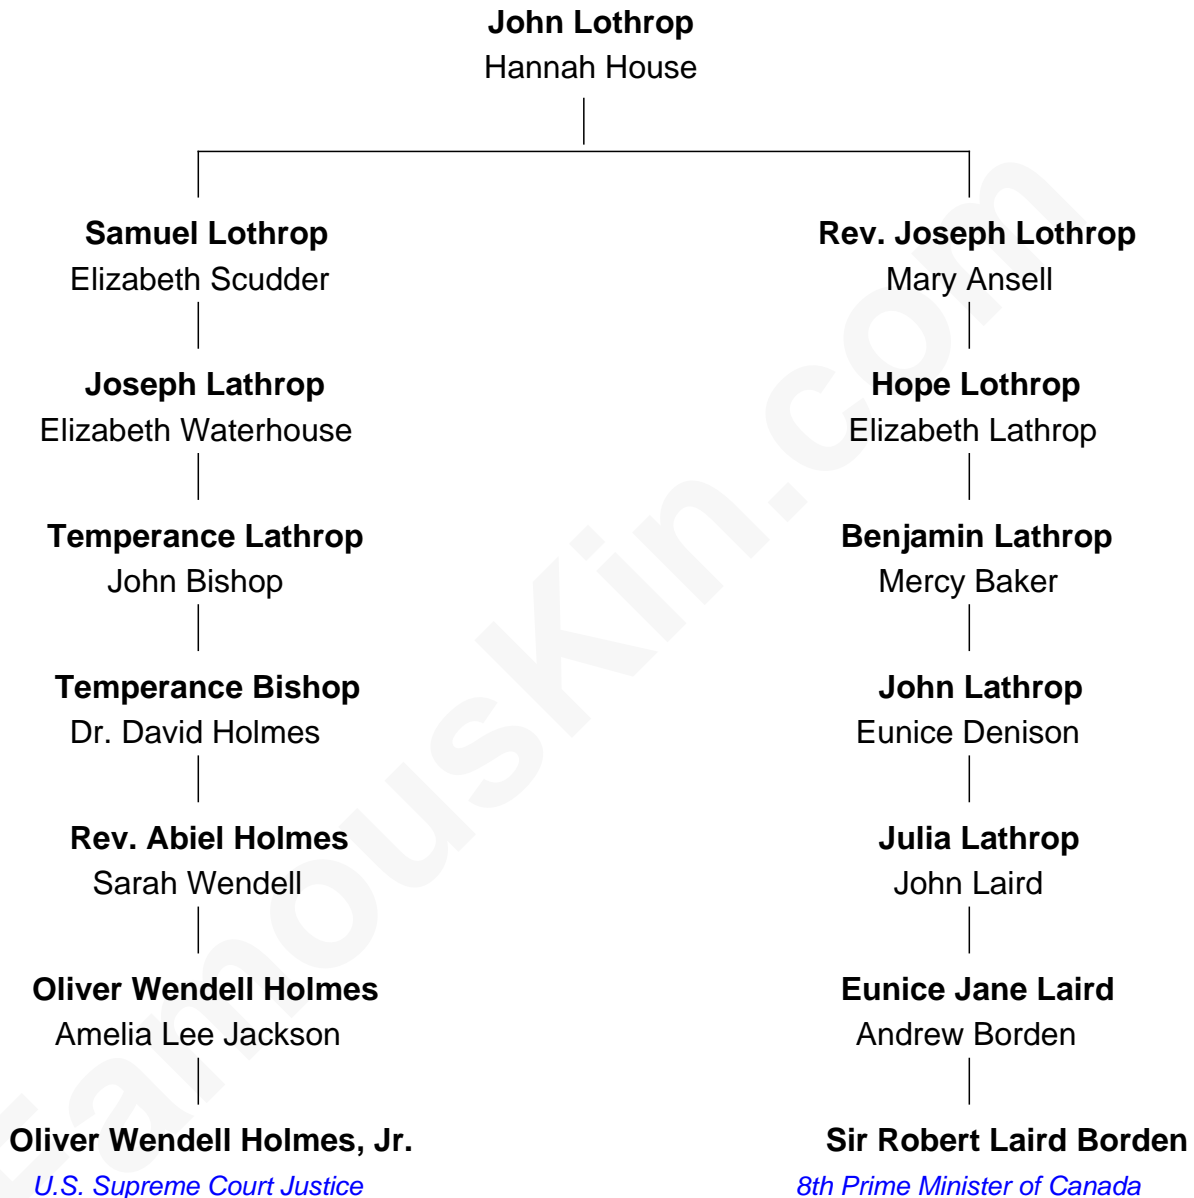 John Lothrop
Hannah House
Samuel Lothrop
Elizabeth Scudder
Rev. Joseph Lothrop
Mary Ansell
Joseph Lathrop
Elizabeth Waterhouse
Hope Lothrop
Elizabeth Lathrop
Temperance Lathrop
John Bishop
Benjamin Lathrop
Mercy Baker
Temperance Bishop
Dr. David Holmes
John Lathrop
Eunice Denison
Rev. Abiel Holmes
Sarah Wendell
Julia Lathrop
John Laird
Oliver Wendell Holmes
Amelia Lee Jackson
Eunice Jane Laird
Andrew Borden
Oliver Wendell Holmes, Jr.
U.S. Supreme Court Justice
Sir Robert Laird Borden
8th Prime Minister of Canada
FamousKin.com